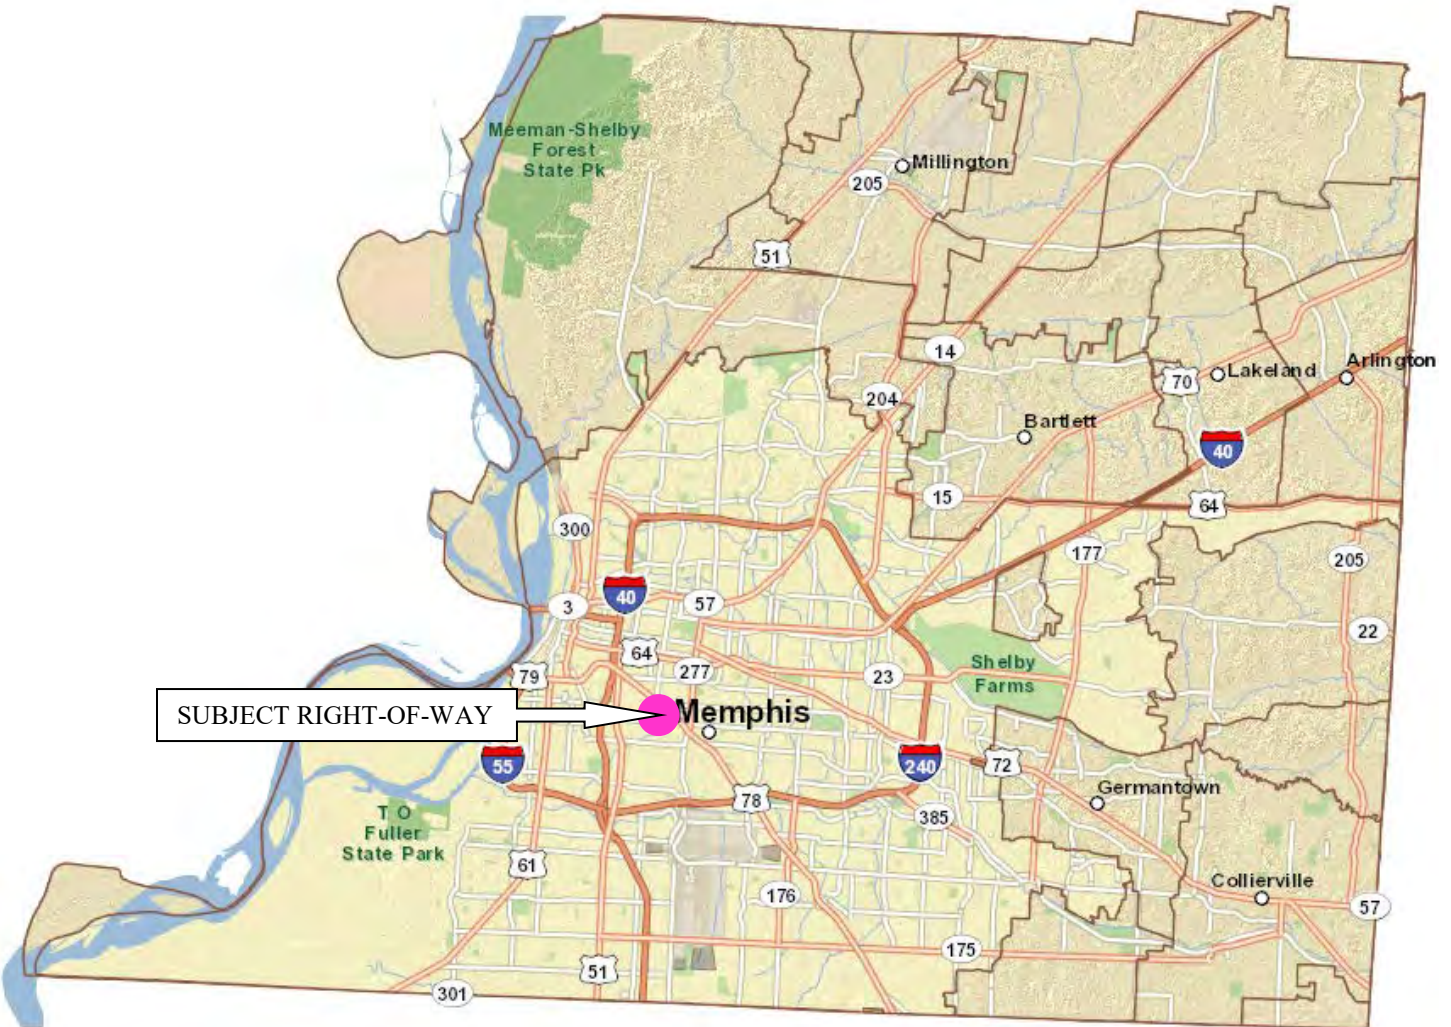 Meeman-Shelby
Forest
State Pk
Millington
205
51
14
Arlington
Lakeland
70
204
Bartlett
40
15
64
300
177
205
40
3
57
22
64
79
277
23
Shelby
Farms
SUBJECT RIGHT-OF-WAY
Memphis
55
240
72
78
Germantown
T O
Fuller
State Park
385
61
176
Collierville
57
175
51
301